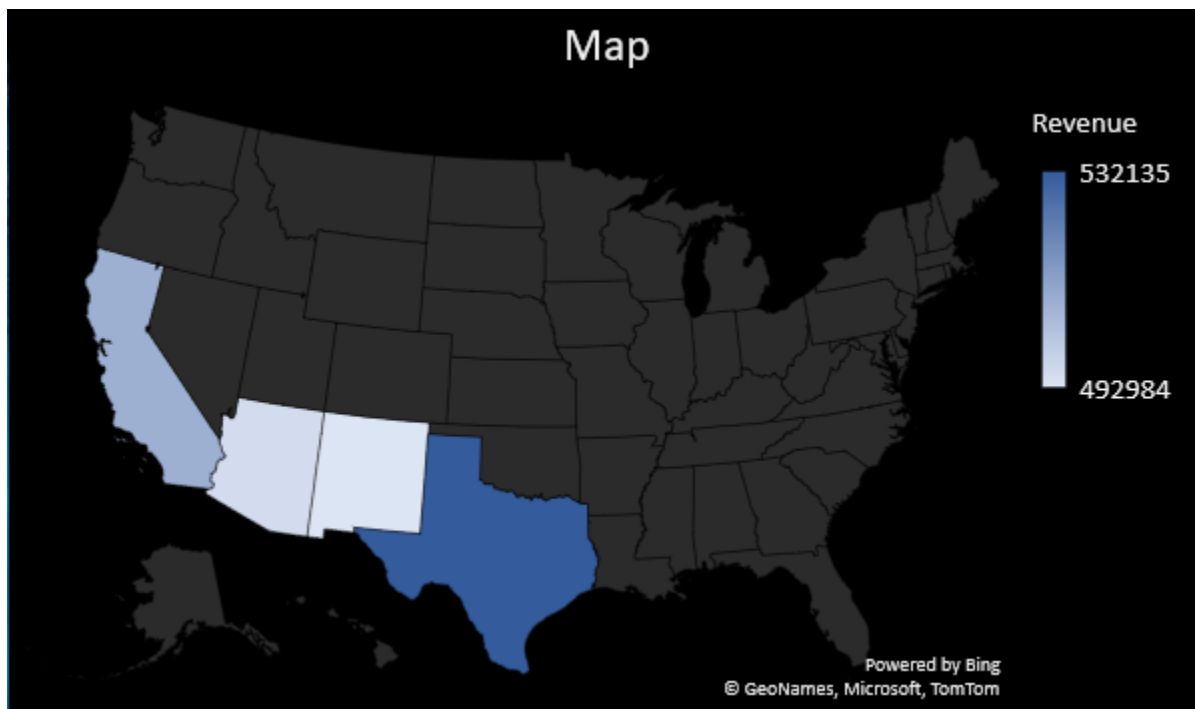 Map
Revenue
532135
492984
Powered by Bing
© GeoNames, Microsoft, TomTom